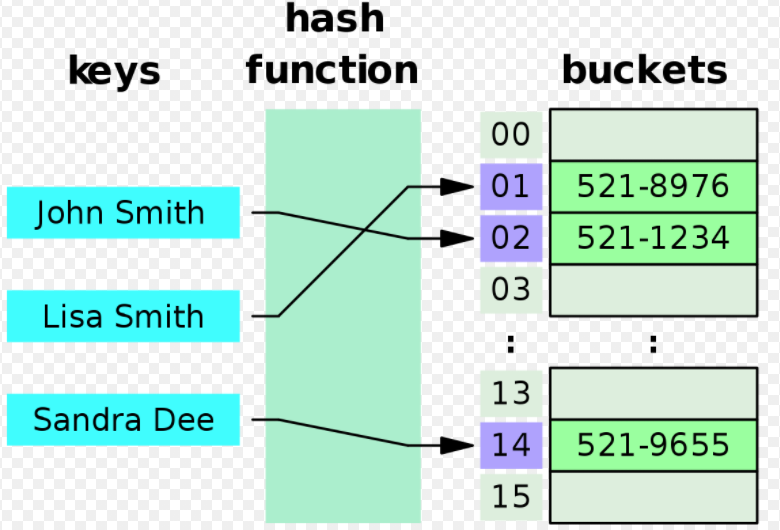 hash
keys function buckets
00
01 521-8976
John Smith
02 521-1234
03
Lisa Smith
:
:
13
Sandra Dee
14 521-9655
15